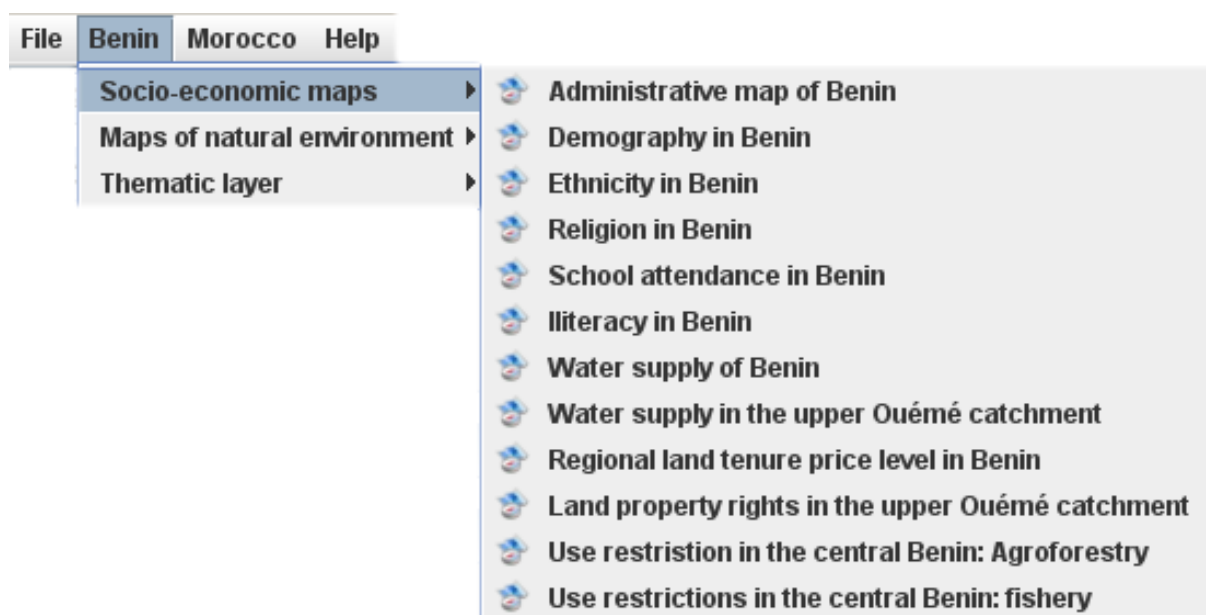 File Benin Morocco Help
Socio-economic maps
Maps of natural environment
Thematic layer
Administrative map of Benin
Demography in Benin
Ethnicity in Benin
Religion in Benin
School attendance in Benin
Iliteracy in Benin
Water supply of Benin
Water supply in the upper Ouémé catchment
Regional land tenure price level in Benin
Land property rights in the upper Ouémé catchment
Use restristion in the central Benin: Agroforestry
Use restrictions in the central Benin: fishery